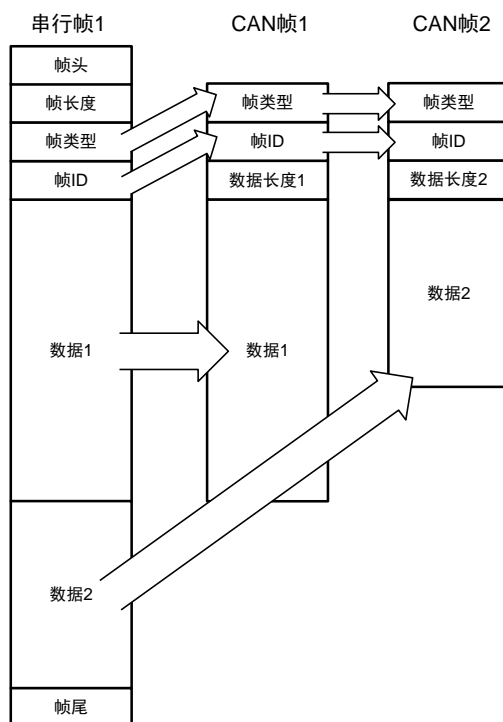 串行帧1
CAN帧1
CAN帧2
帧头
帧长度
帧类型
帧类型
帧类型
帧ID
帧ID
帧ID
数据长度1
数据长度2
数据1
数据1
数据2
数据2
帧尾